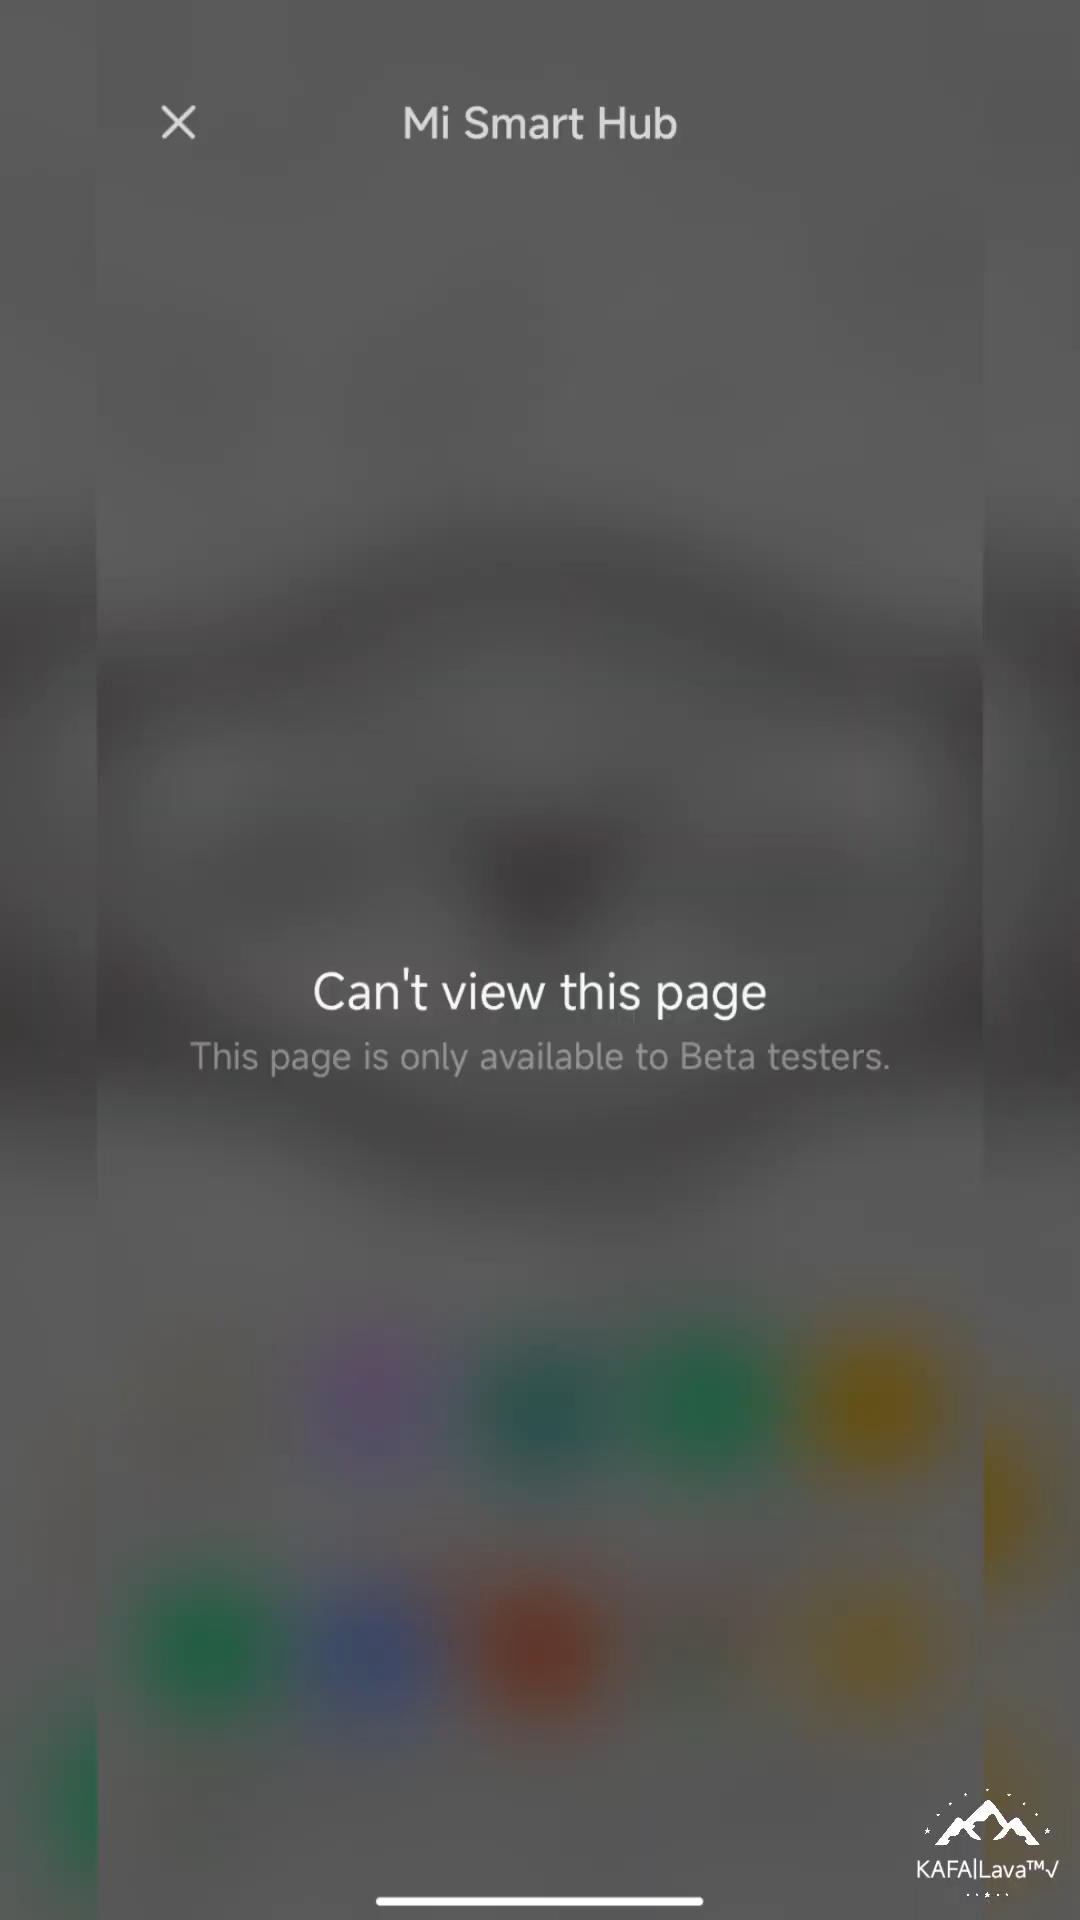 Mi Smart Hub
Can't view this page
This page is only available to Beta testers.
KAFA|Lava™√